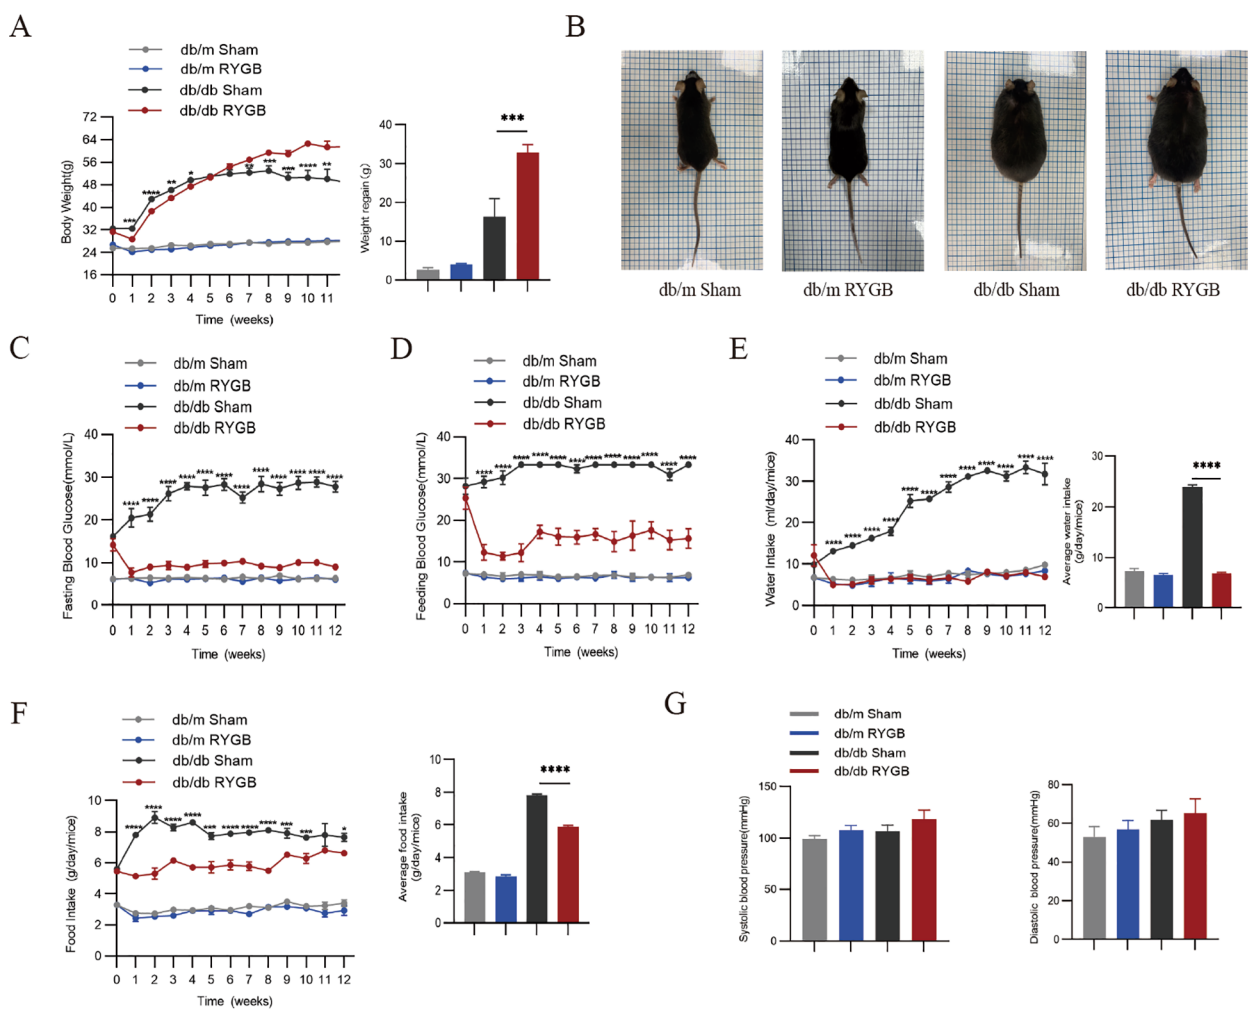 A
db/m Sham
db/m RYGB
db/db Sham
db/db RYGB
Body Weight(g)
72
64
56
48
40
32
24
16
*** **** ** * ** *** *** **** **
0 1 2 3 4 5 6 7 8 9 10 11
Time (weeks)
Weight regain (g)
40
30
20
10
0
***
B
db/m Sham
db/m RYGB
db/db Sham
db/db RYGB
C
db/m Sham
db/m RYGB
db/db Sham
db/db RYGB
Fasting Blood Glucose(mmol/L)
40
30
20
10
0
**** **** **** **** **** **** **** **** **** **** **** ****
0 1 2 3 4 5 6 7 8 9 10 11 12
Time (weeks)
D
db/m Sham
db/m RYGB
db/db Sham
db/db RYGB
Feeding Blood Glucose(mmol/L)
40
30
20
10
0
**** **** **** **** **** **** **** **** **** **** **** ****
0 1 2 3 4 5 6 7 8 9 10 11 12
Time (weeks)
E
db/m Sham
db/m RYGB
db/db Sham
db/db RYGB
Water Intake (ml/day/mice)
40
30
20
10
0
**** **** **** **** **** **** **** **** **** **** **** ****
0 1 2 3 4 5 6 7 8 9 10 11 12
Time (weeks)
Average water intake
(g/day/mice)
30
20
10
0
****
F
db/m Sham
db/m RYGB
db/db Sham
db/db RYGB
Food Intake (g/day/mice)
10
8
6
4
2
0
**** **** **** **** *** **** **** **** *** *** *
0 1 2 3 4 5 6 7 8 9 10 11 12
Time (weeks)
Average food intake
(g/day/mice)
10
8
6
4
2
0
****
G
db/m Sham
db/m RYGB
db/db Sham
db/db RYGB
Systolic blood pressure(mmHg)
150
100
50
0
Diastolic blood pressure(mmHg)
80
60
40
20
0